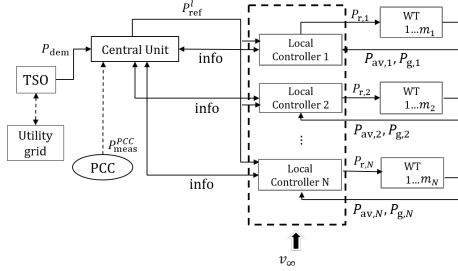 P_ref^l
P_dem
Central Unit
TSO
Utility
grid
P_meas^PCC
PCC
info
info
info
Local
Controller 1
P_r,1
WT
1…m_1
P_av,1, P_g,1
Local
Controller 2
P_r,2
WT
1…m_2
P_av,2, P_g,2
⋮
Local
Controller N
P_r,N
WT
1…m_N
P_av,N, P_g,N
v_∞